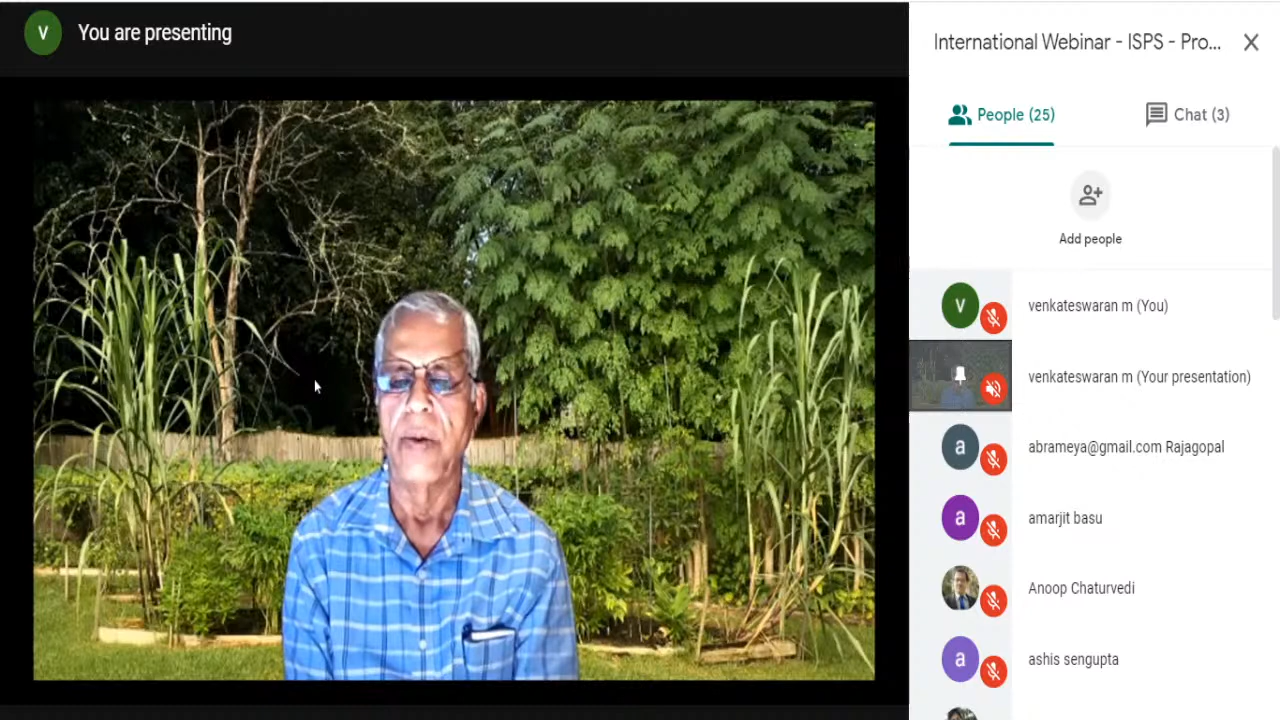 V
You are presenting
International Webinar - ISPS - Pro...
People (25)
Chat (3)
Add people
V
venkateswaran m (You)
venkateswaran m (Your presentation)
a
abrameya@gmail.com Rajagopal
a
amarjit basu
Anoop Chaturvedi
a
ashis sengupta